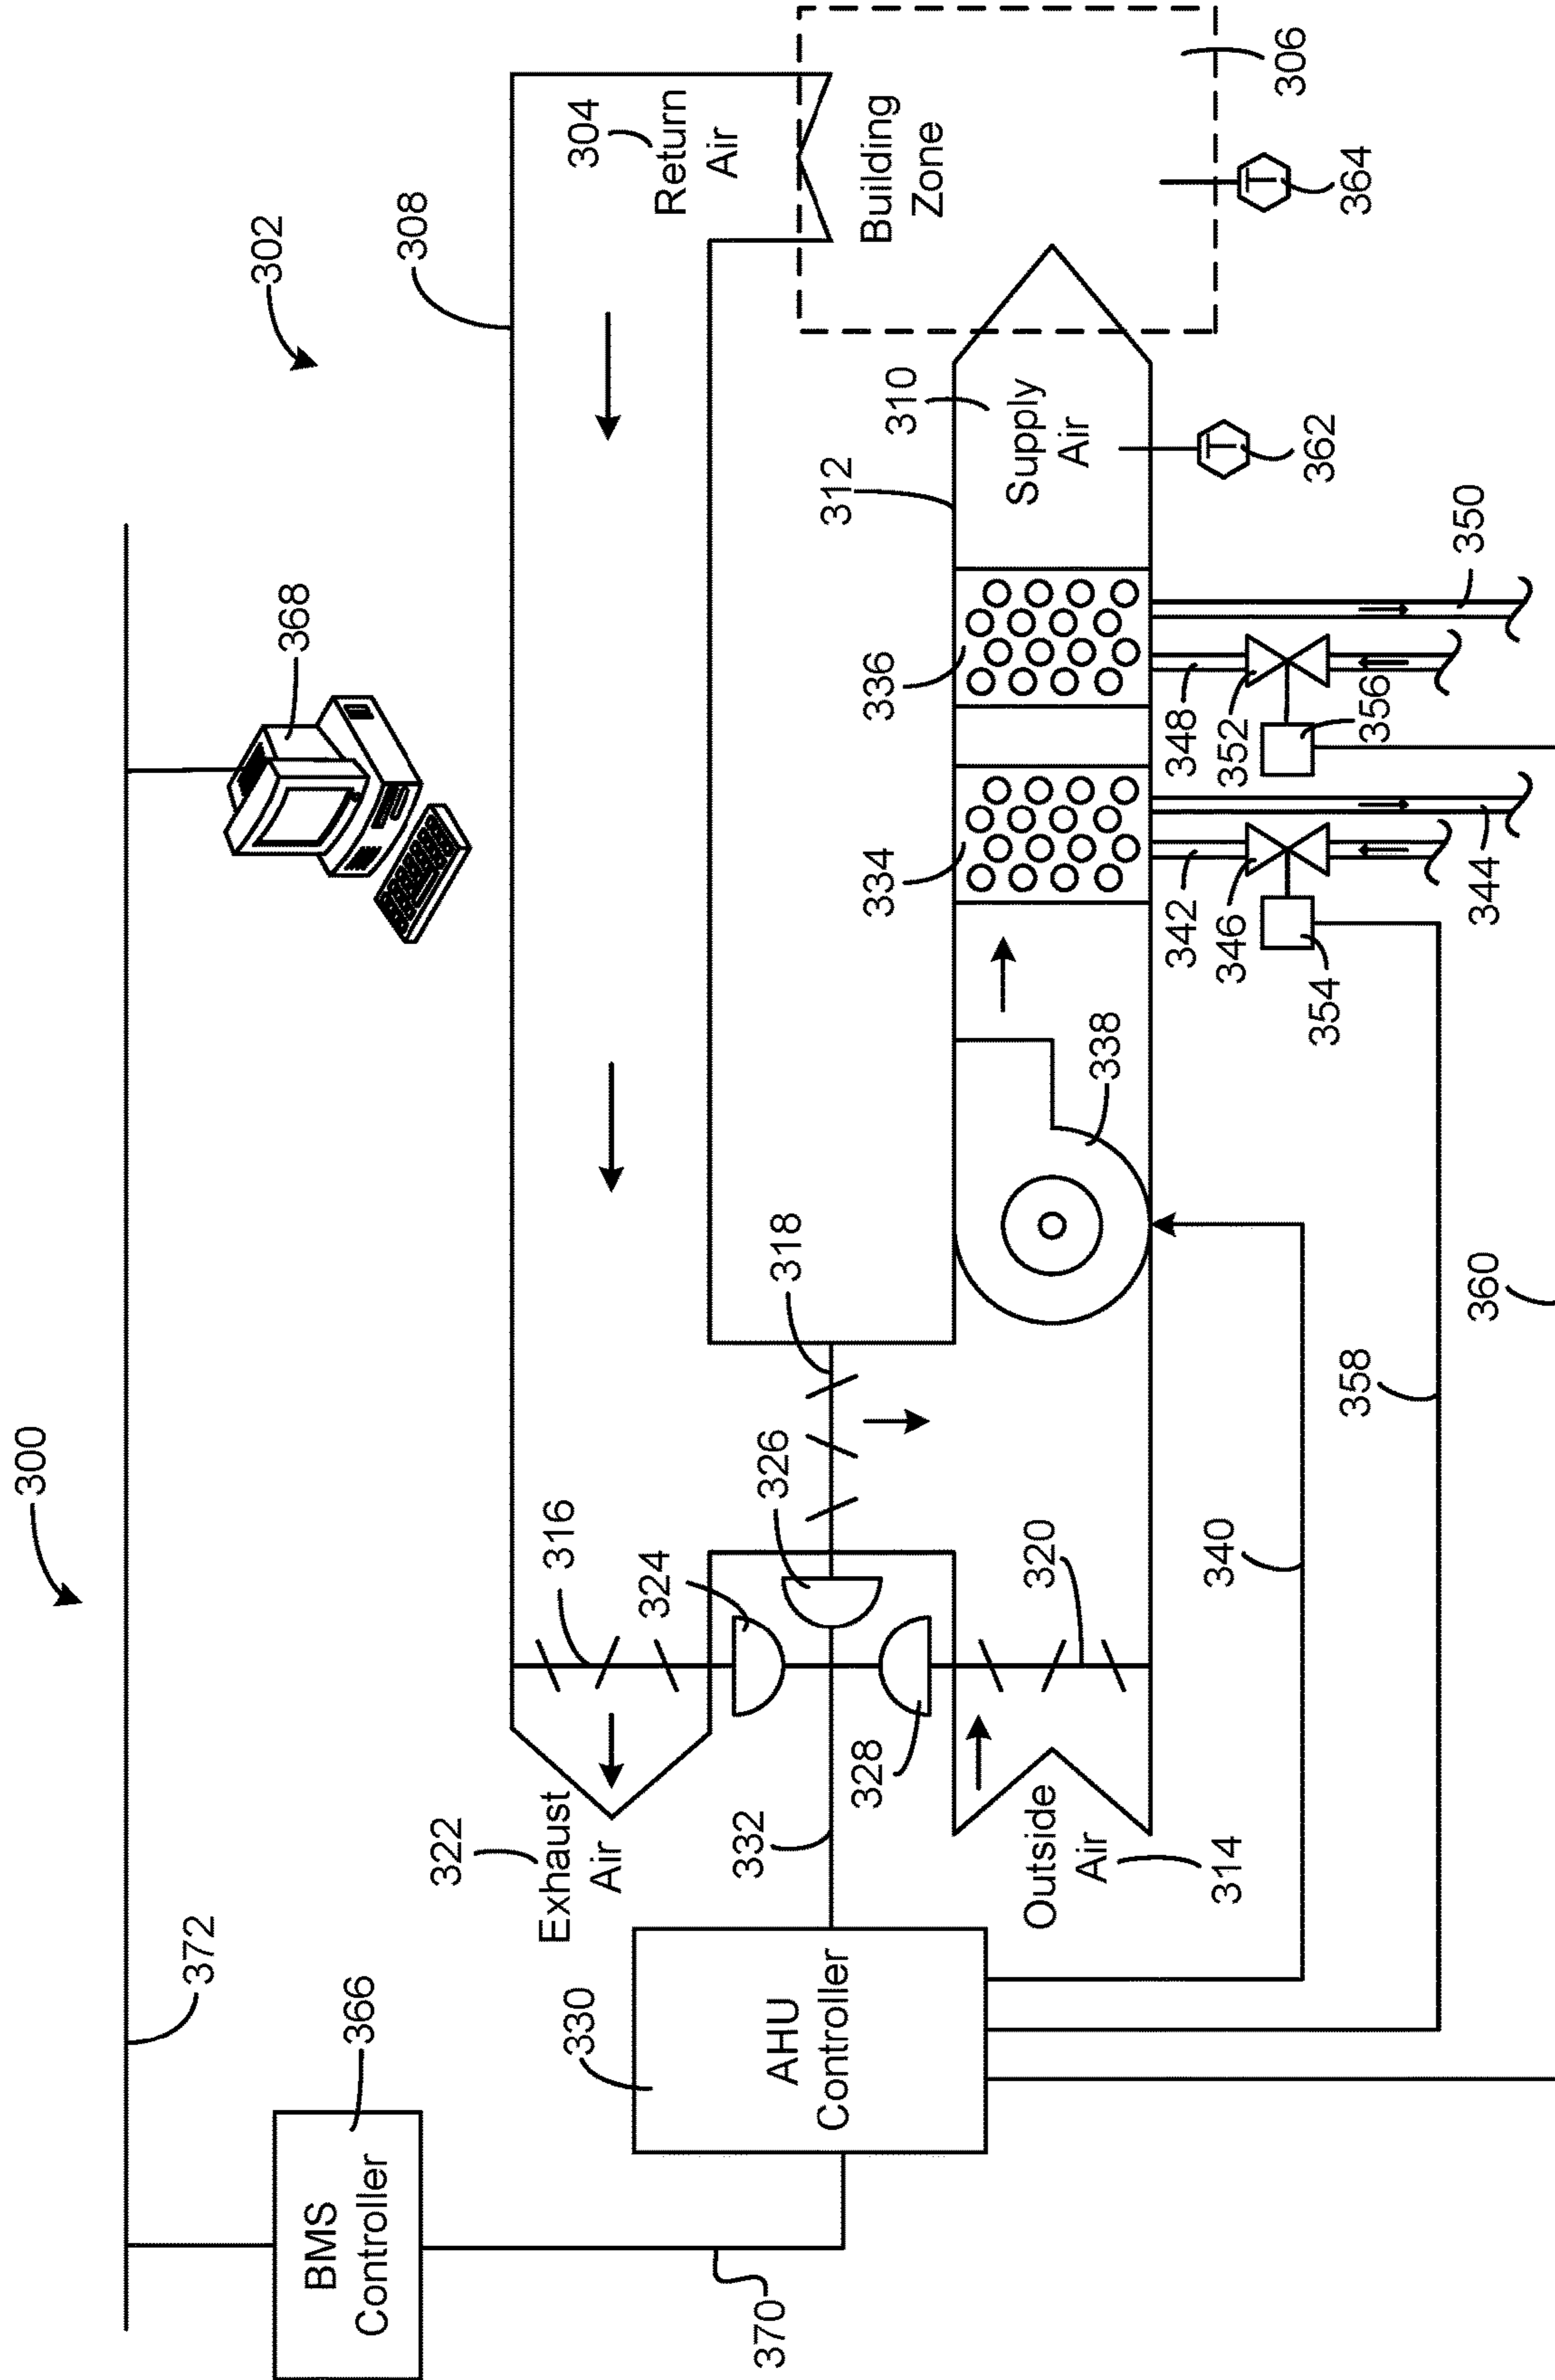 300
372
366
BMS
Controller
370
368
302
308
304
Return
Air
Building
Zone
306
364
T
322
Exhaust
Air
316
324
326
318
330
AHU
Controller
332
328
Outside
Air
314
320
340
338
312
310
Supply
Air
362
T
334
336
342
346
354
344
348
352
356
350
358
360